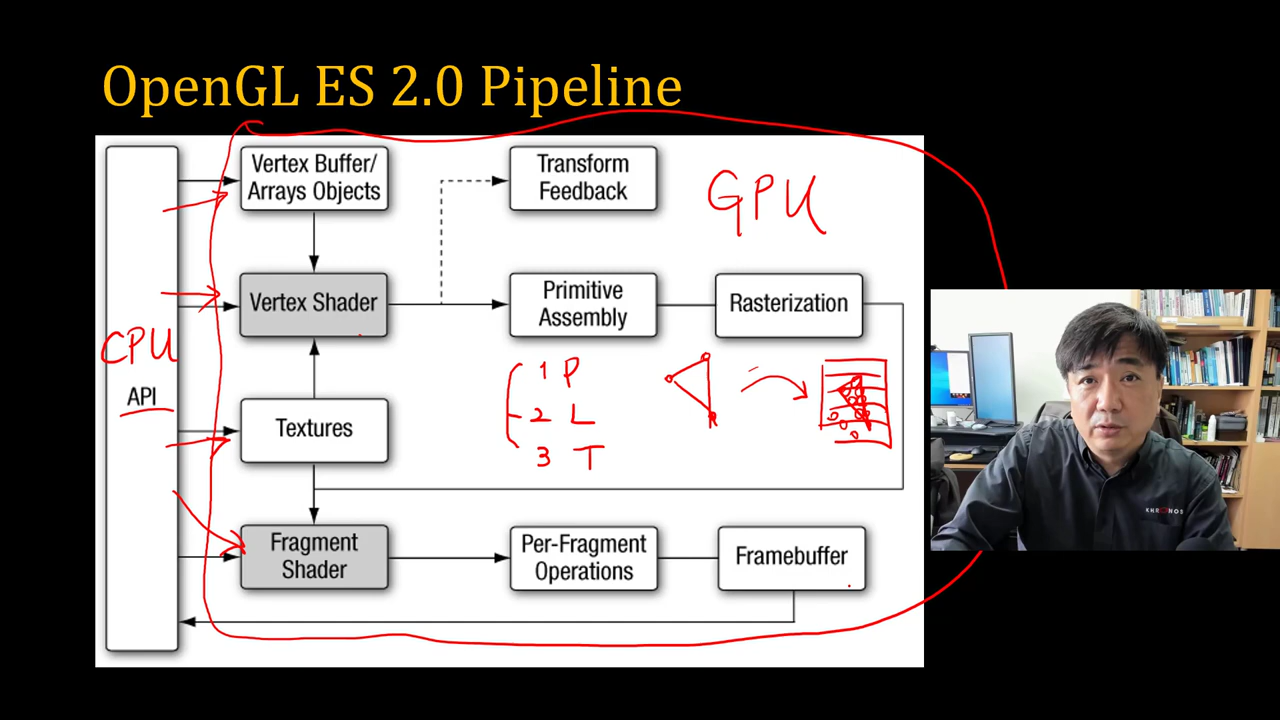 OpenGL ES 2.0 Pipeline
Vertex Buffer/
Arrays Objects
Transform
Feedback
GPU
Vertex Shader
Primitive
Assembly
Rasterization
CPU
API
1 P
2 L
3 T
Textures
Fragment
Shader
Per-Fragment
Operations
Framebuffer
KHRONOS